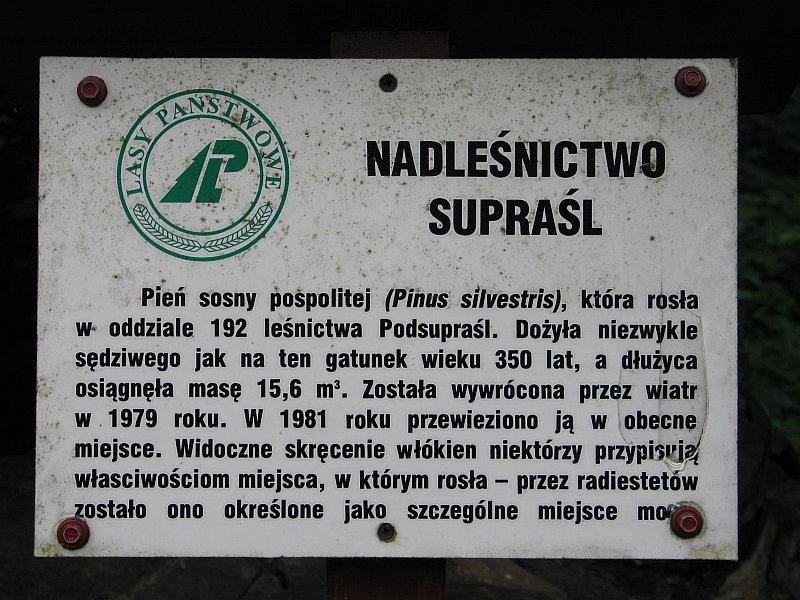 LASY PAŃSTWOWE
LP
NADLEŚNICTWO
SUPRAŚL
Pień sosny pospolitej (Pinus silvestris), która rosła
w oddziale 192 leśnictwa Podsupraśl. Dożyła niezwykle
sędziwego jak na ten gatunek wieku 350 lat, a dłużyca
osiągnęła masę 15,6 m³. Została wywrócona przez wiatr
w 1979 roku. W 1981 roku przewieziono ją w obecne
miejsce. Widoczne skręcenie włókien niektórzy przypisują
własciwościom miejsca, w którym rosła – przez radiestetów
zostało ono określone jako szczególne miejsce